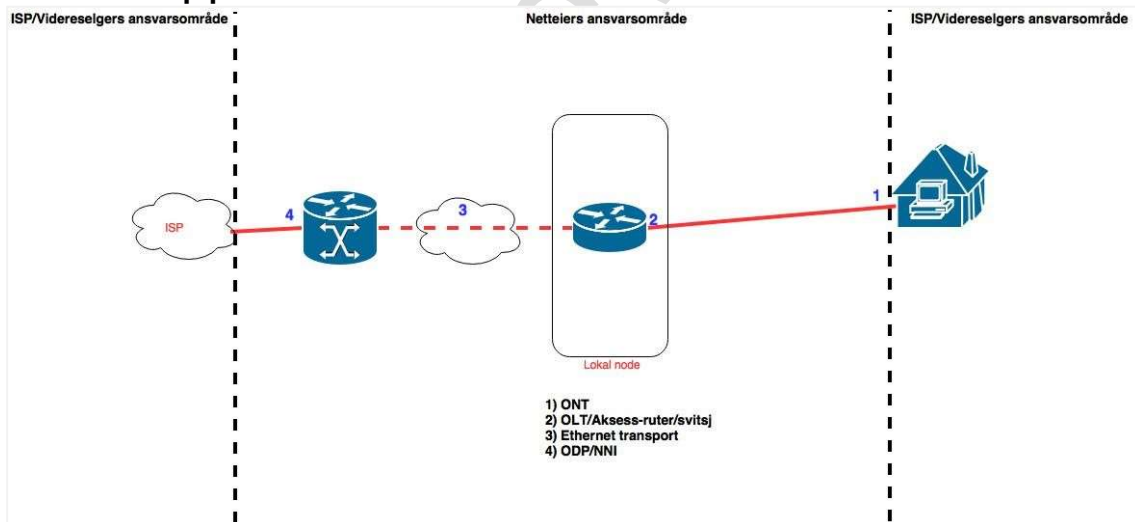 ISP/Videreselgers ansvarsområde
Netteiers ansvarsområde
ISP/Videreselgers ansvarsområde
ISP
4
3
2
1
Lokal node
1) ONT
2) OLT/Aksess-ruter/svitsj
3) Ethernet transport
4) ODP/NNI